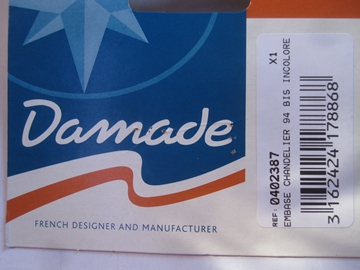 Damade
FRENCH DESIGNER AND MANUFACTURER
X1
EMBASE CHANDELIER 94 BIS INCOLORE
REF: 0402387
3 162424 178868